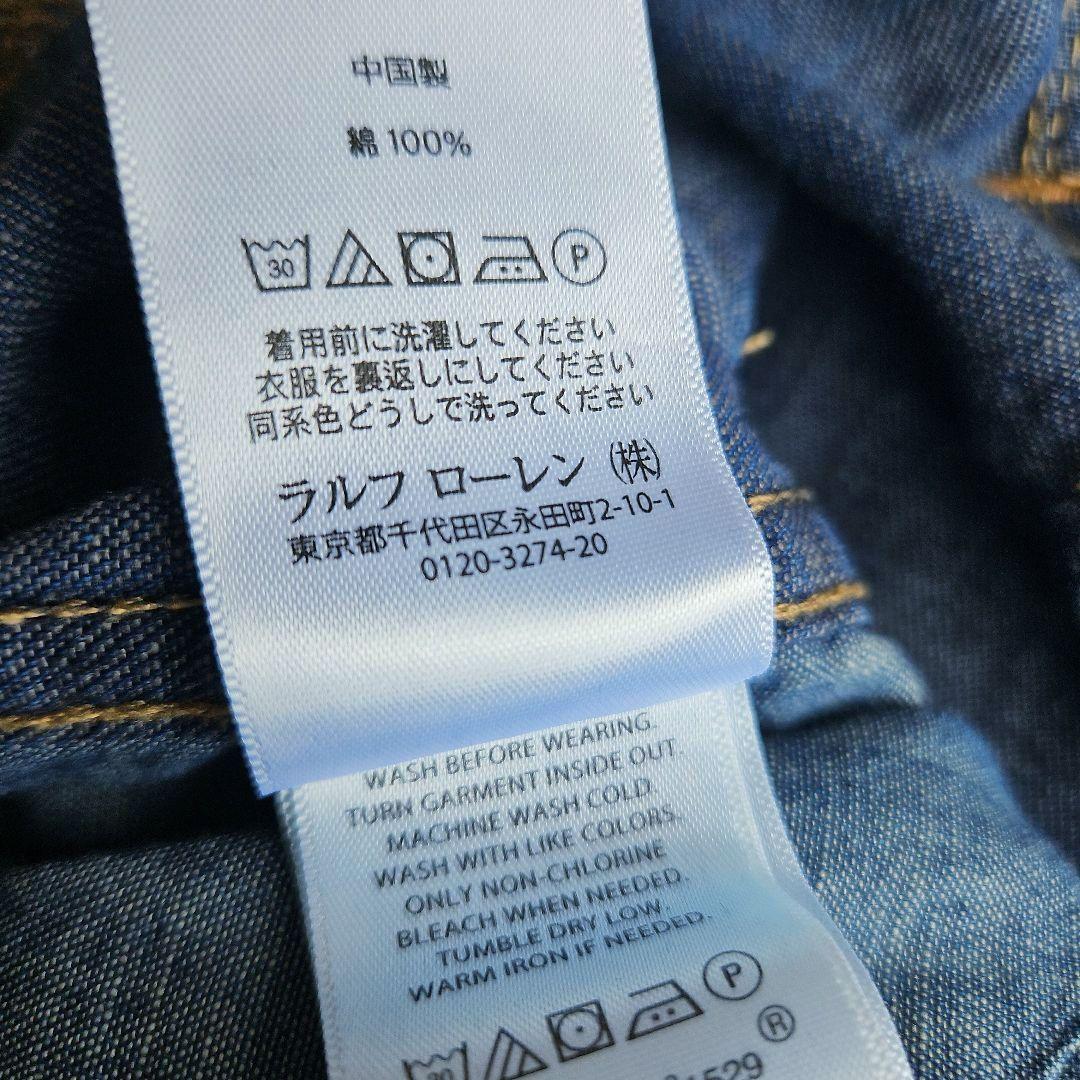 中国製
綿 100%
30 P
着用前に洗濯してください
衣服を裏返しにしてください
同系色どうしで洗ってください
ラルフ ローレン (株)
東京都千代田区永田町2-10-1
0120-3274-20
WASH BEFORE WEARING.
TURN GARMENT INSIDE OUT.
MACHINE WASH COLD.
WASH WITH LIKE COLORS.
ONLY NON-CHLORINE
BLEACH WHEN NEEDED.
TUMBLE DRY LOW.
WARM IRON IF NEEDED.
P
®